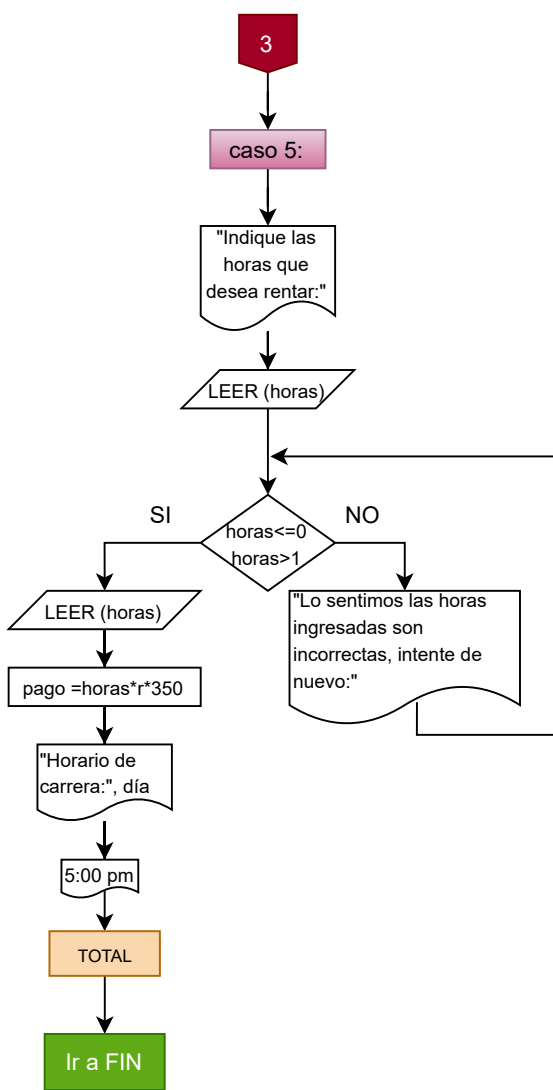 3
caso 5:
"Indique las
horas que
desea rentar:"
LEER (horas)
SI
NO
horas<=0
horas>1
LEER (horas)
"Lo sentimos las horas
ingresadas son
incorrectas, intente de
nuevo:"
pago =horas*r*350
"Horario de
carrera:", día
5:00 pm
TOTAL
Ir a FIN